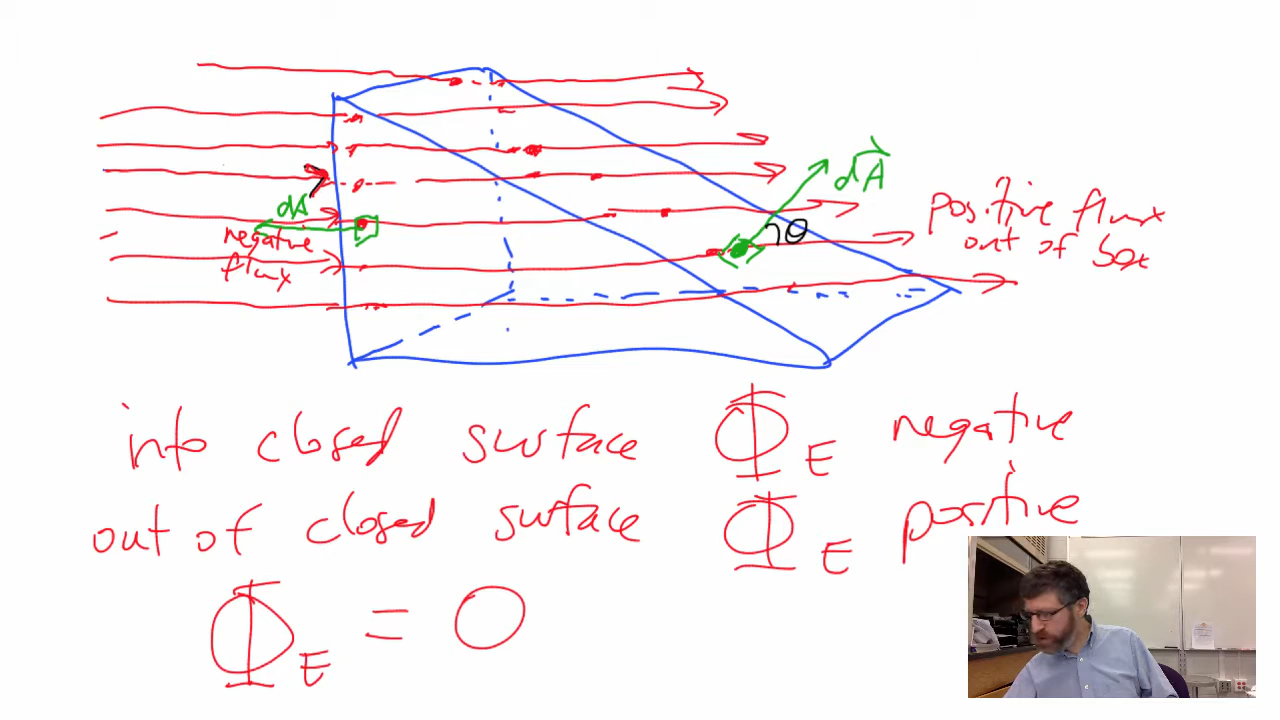 dA
negative
flux
dA
θ
positive flux
out of box
into closed surface Φ_E negative
out of closed surface Φ_E positive
Φ_E = 0